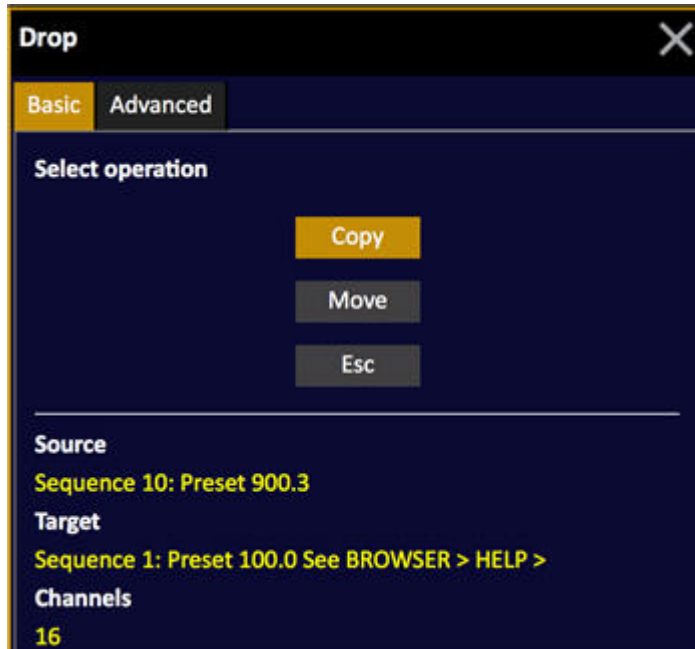 Drop
Basic Advanced
Select operation
Copy
Move
Esc
Source
Sequence 10: Preset 900.3
Target
Sequence 1: Preset 100.0 See BROWSER > HELP >
Channels
16